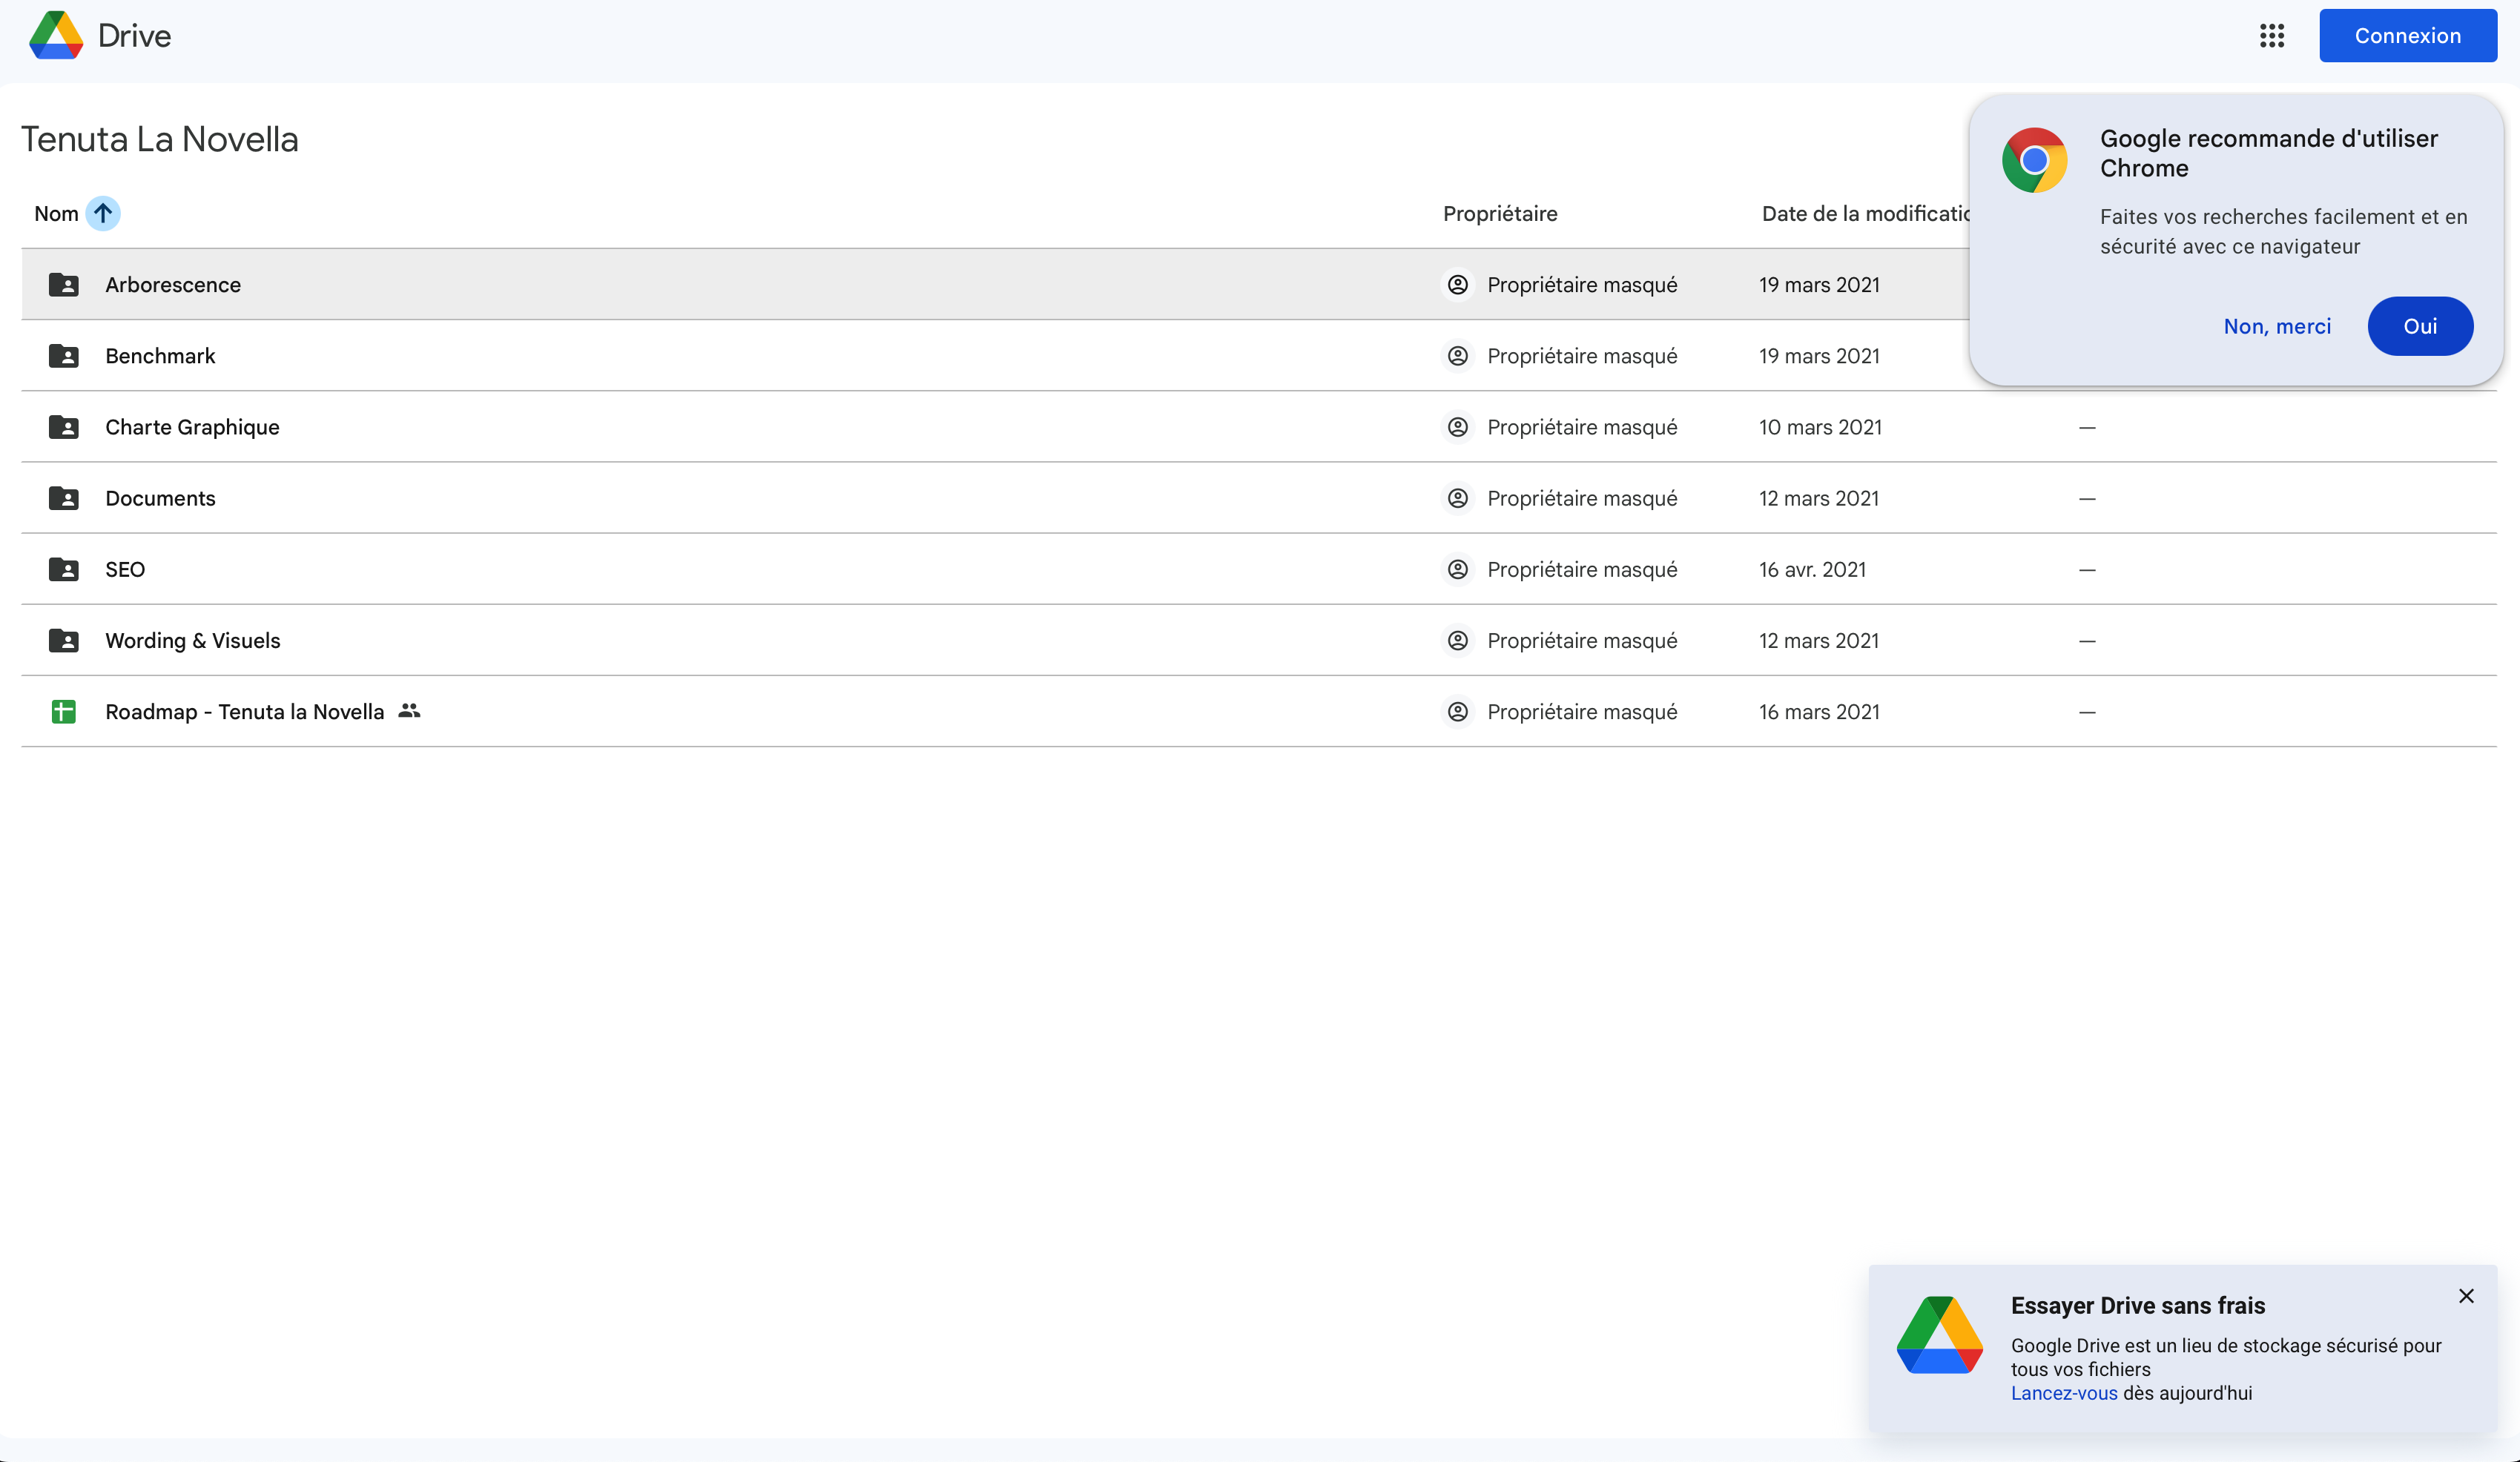 Drive
Connexion
Tenuta La Novella
Google recommande d'utiliser
Chrome
Faites vos recherches facilement et en
sécurité avec ce navigateur
Non, merci
Oui
Nom
Propriétaire
Date de la
Arborescence
Propriétaire masqué
19 mars 2021
Benchmark
Propriétaire masqué
19 mars 2021
Charte Graphique
Propriétaire masqué
10 mars 2021
—
Documents
Propriétaire masqué
12 mars 2021
—
SEO
Propriétaire masqué
16 avr. 2021
—
Wording & Visuels
Propriétaire masqué
12 mars 2021
—
Roadmap - Tenuta la Novella
Propriétaire masqué
16 mars 2021
—
Essayer Drive sans frais
Google Drive est un lieu de stockage sécurisé pour
tous vos fichiers
Lancez-vous dès aujourd'hui